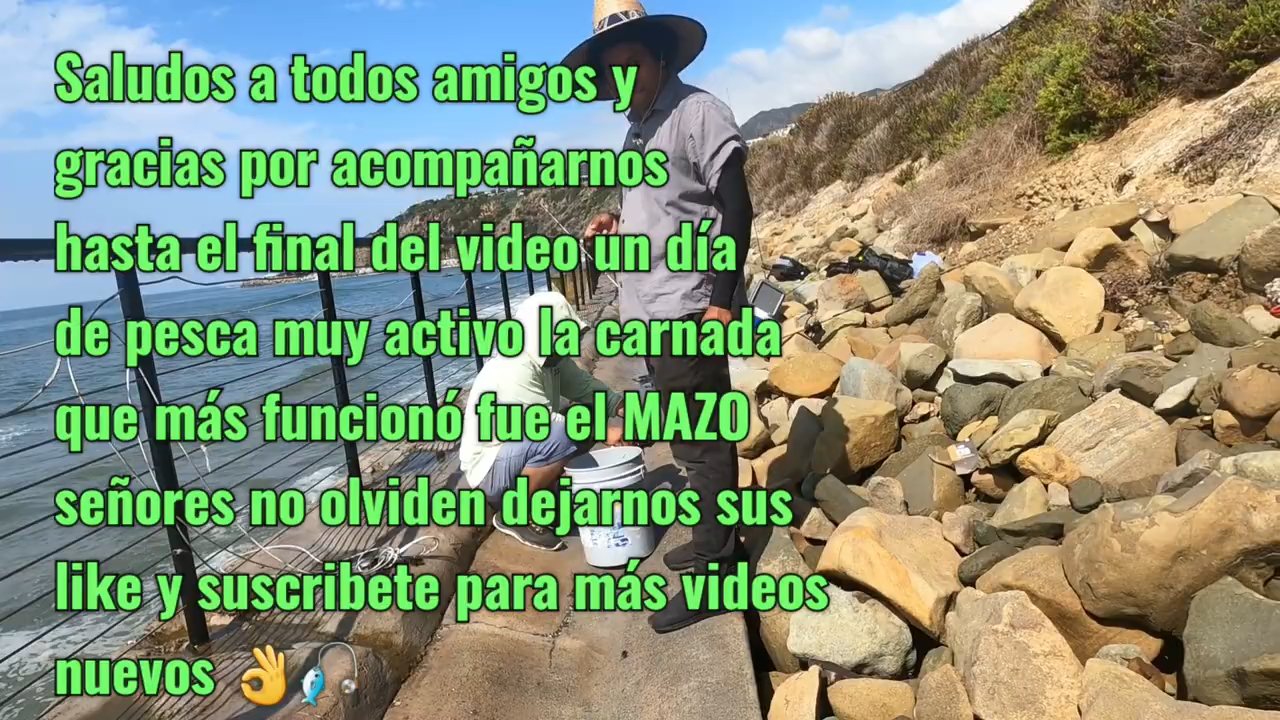 Saludos a todos amigos y
gracias por acompañarnos
hasta el final del video un día
de pesca muy activo la carnada
que más funcionó fue el MAZO
señores no olviden dejarnos sus
like y suscribete para más videos
nuevos 👌🎣